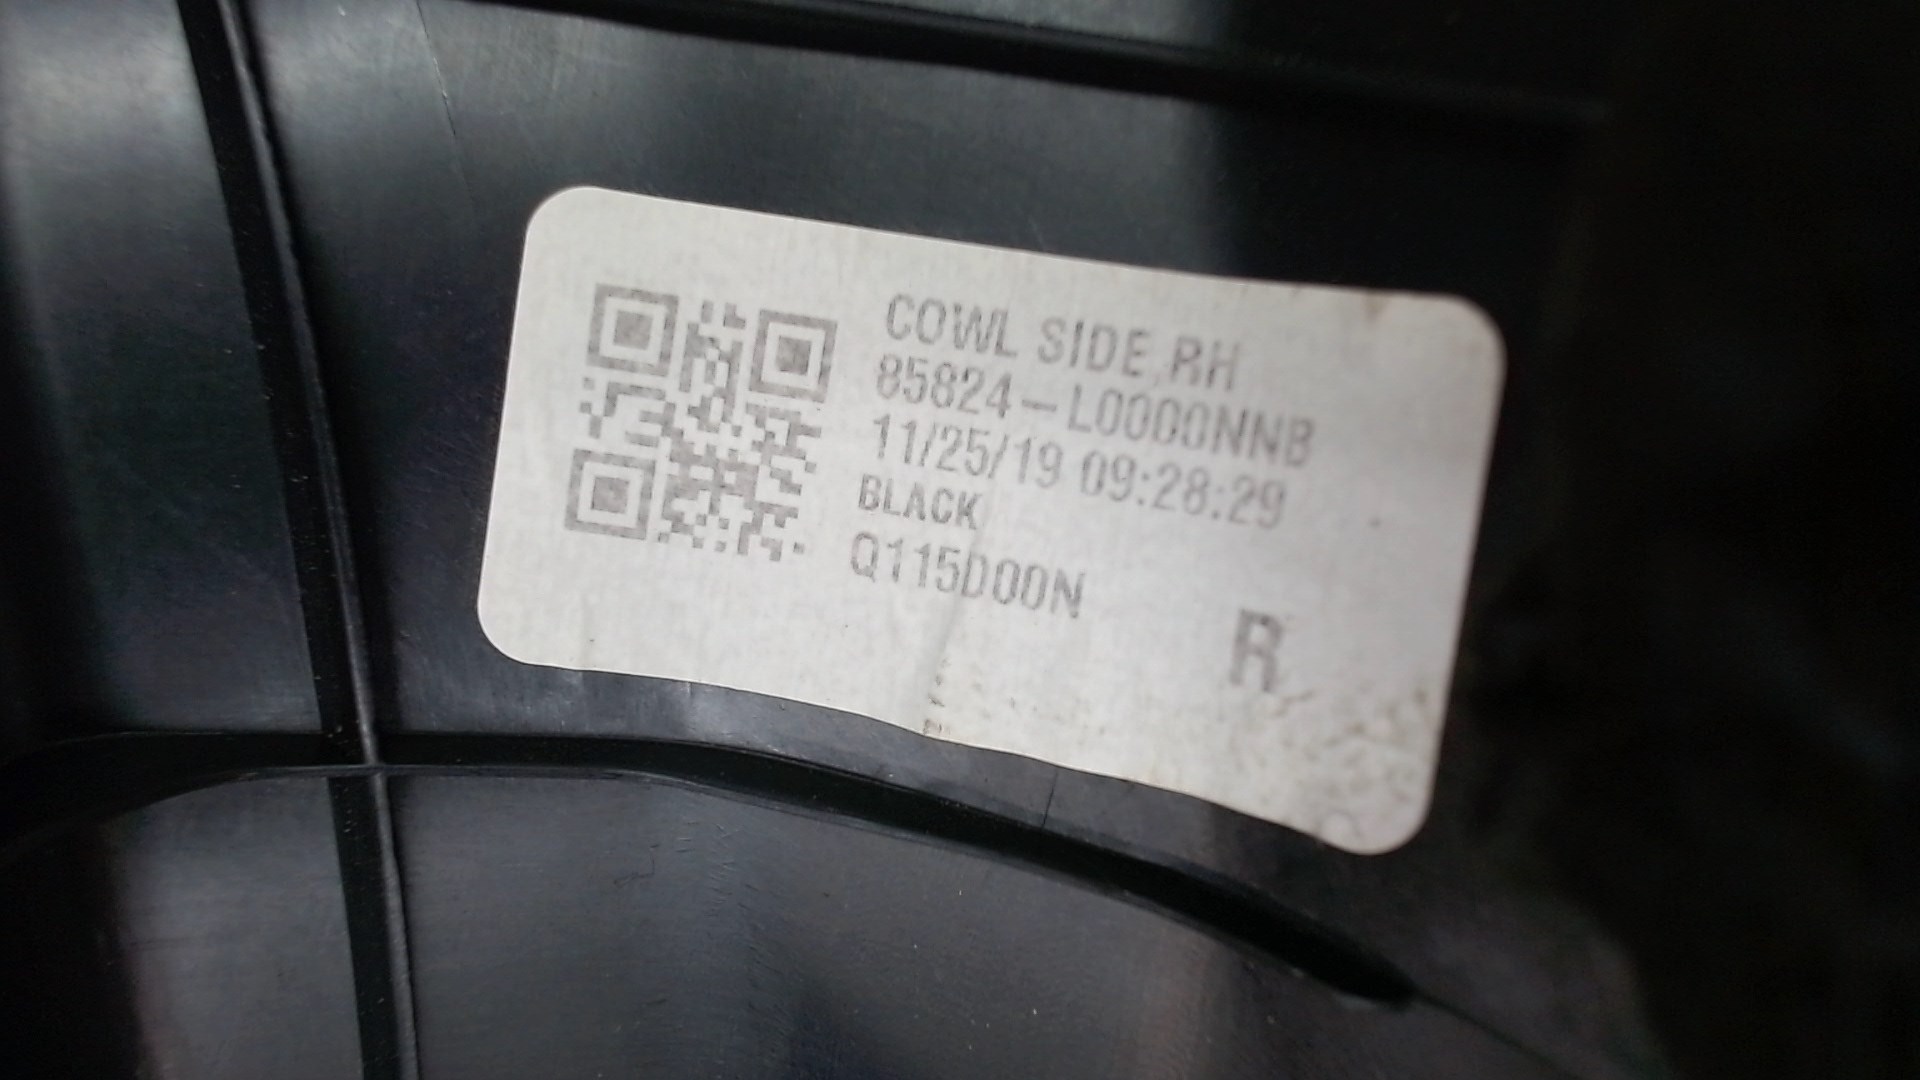 COWL SIDE,RH
85824-L0000NNB
11/25/19 09:28:29
BLACK
Q115D00N
R